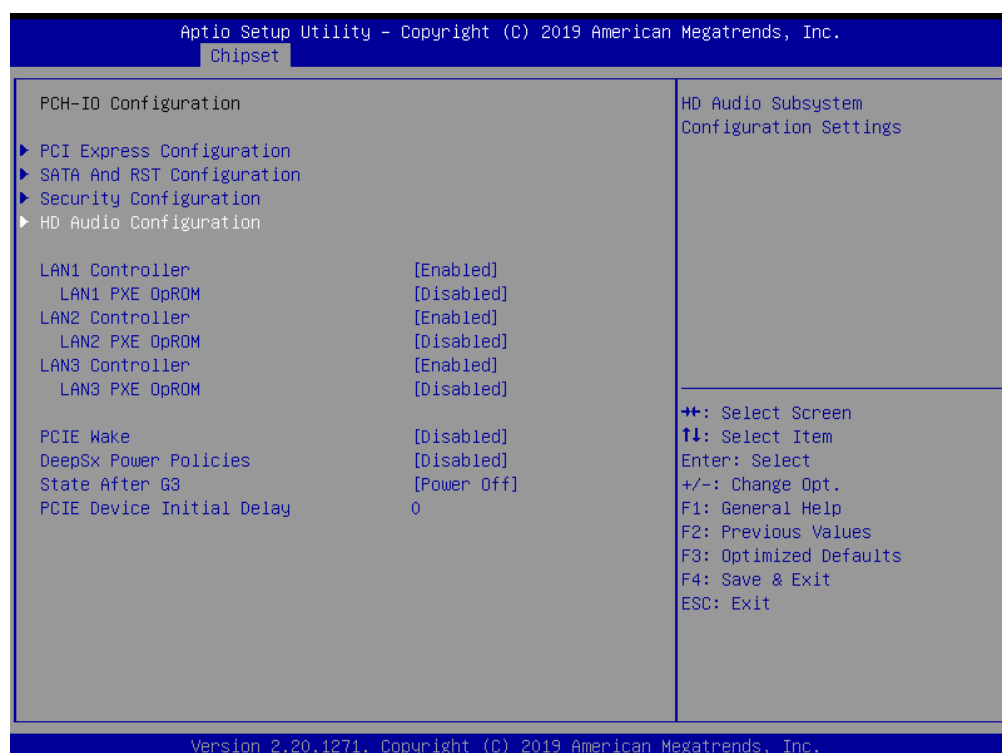 Aptio Setup Utility – Copyright (C) 2019 American Megatrends, Inc.
Chipset
PCH-IO Configuration
PCI Express Configuration
SATA And RST Configuration
Security Configuration
HD Audio Configuration
LAN1 Controller [Enabled]
LAN1 PXE OpROM [Disabled]
LAN2 Controller [Enabled]
LAN2 PXE OpROM [Disabled]
LAN3 Controller [Enabled]
LAN3 PXE OpROM [Disabled]
PCIE Wake [Disabled]
DeepSx Power Policies [Disabled]
State After G3 [Power Off]
PCIE Device Initial Delay 0
HD Audio Subsystem
Configuration Settings
→←: Select Screen
↑↓: Select Item
Enter: Select
+/-: Change Opt.
F1: General Help
F2: Previous Values
F3: Optimized Defaults
F4: Save & Exit
ESC: Exit
Version 2.20.1271. Copyright (C) 2019 American Megatrends, Inc.